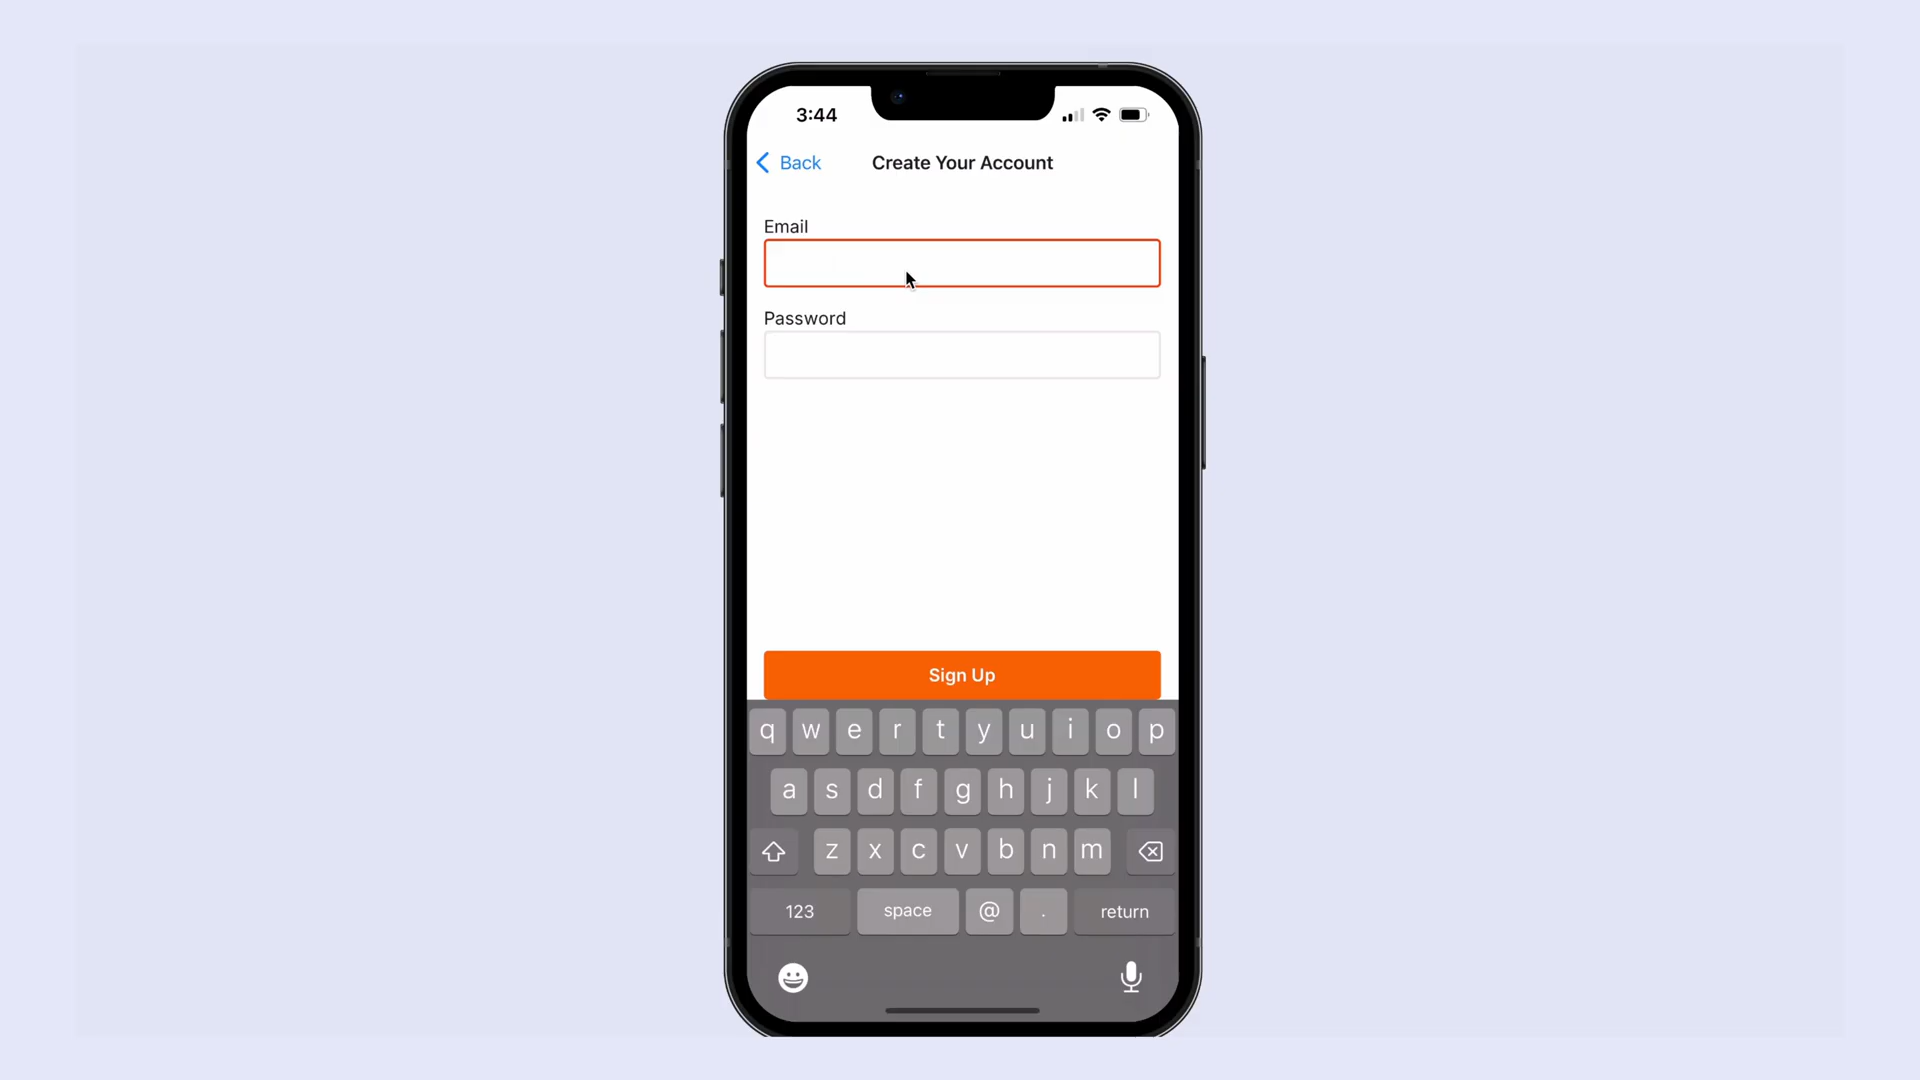 3:44
Back
Create Your Account
Email
Password
Sign Up
q w e r t y u i o p
a s d f g h j k l
z x c v b n m
123 space @ . return